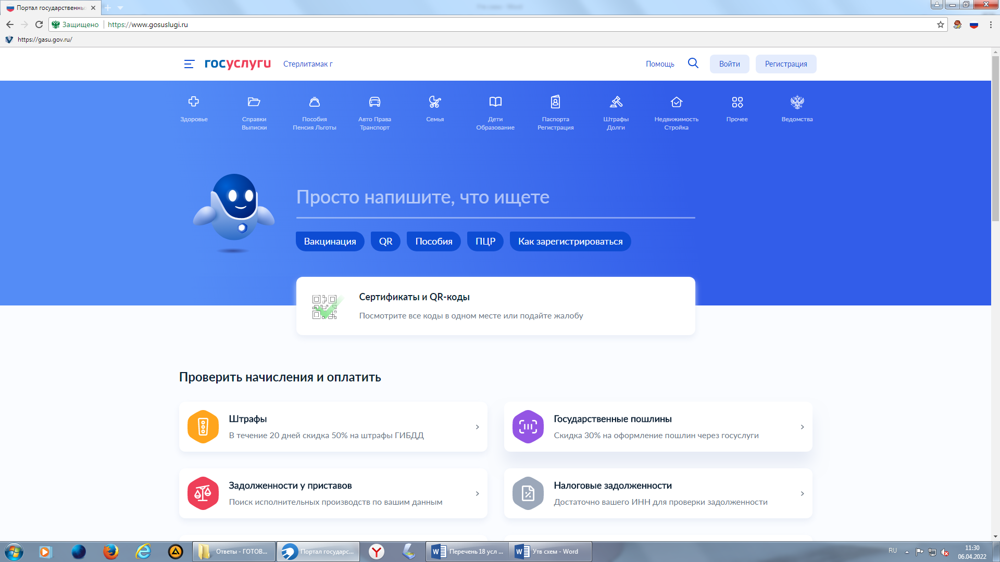 Портал государственны
Защищено
https://www.gosuslugi.ru
https://gasu.gov.ru/
госуслуги
Стерлитамак г
Помощь
Войти
Регистрация
Здоровье
Справки
Выписки
Пособия
Пенсия Льготы
Авто Права
Транспорт
Семья
Дети
Образование
Паспорта
Регистрация
Штрафы
Долги
Недвижимость
Стройка
Прочее
Ведомства
Просто напишите, что ищете
Вакцинация
QR
Пособия
ПЦР
Как зарегистрироваться
Сертификаты и QR-коды
Посмотрите все коды в одном месте или подайте жалобу
Проверить начисления и оплатить
Штрафы
В течение 20 дней скидка 50% на штрафы ГИБДД
Государственные пошлины
Скидка 30% на оформление пошлин через госуслуги
Задолженности у приставов
Поиск исполнительных производств по вашим данным
Налоговые задолженности
Достаточно вашего ИНН для проверки задолженности
Ответы - ГОТОВ...
Портал государс...
Перечень 18 усл ...
Утв схем - Word
RU
11:30
06.04.2022